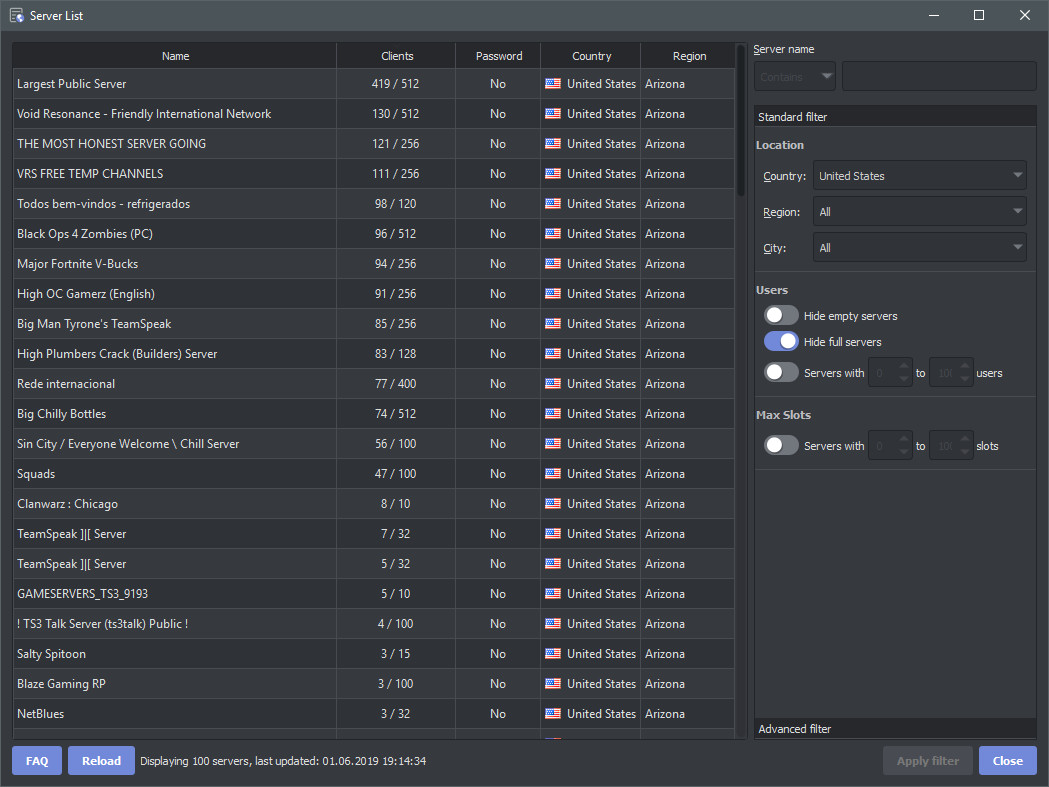 Server List
Name Clients Password Country Region
Largest Public Server 419 / 512 No United States Arizona
Void Resonance - Friendly International Network 130 / 512 No United States Arizona
THE MOST HONEST SERVER GOING 121 / 256 No United States Arizona
VRS FREE TEMP CHANNELS 111 / 256 No United States Arizona
Todos bem-vindos - refrigerados 98 / 120 No United States Arizona
Black Ops 4 Zombies (PC) 96 / 512 No United States Arizona
Major Fortnite V-Bucks 94 / 256 No United States Arizona
High OC Gamerz (English) 91 / 256 No United States Arizona
Big Man Tyrone's TeamSpeak 85 / 256 No United States Arizona
High Plumbers Crack (Builders) Server 83 / 128 No United States Arizona
Rede internacional 77 / 400 No United States Arizona
Big Chilly Bottles 74 / 512 No United States Arizona
Sin City / Everyone Welcome \ Chill Server 56 / 100 No United States Arizona
Squads 47 / 100 No United States Arizona
Clanwarz : Chicago 8 / 10 No United States Arizona
TeamSpeak ]|[ Server 7 / 32 No United States Arizona
TeamSpeak ]|[ Server 5 / 32 No United States Arizona
GAMESERVERS_TS3_9193 5 / 10 No United States Arizona
! TS3 Talk Server (ts3talk) Public ! 4 / 100 No United States Arizona
Salty Spitoon 3 / 15 No United States Arizona
Blaze Gaming RP 3 / 100 No United States Arizona
NetBlues 3 / 32 No United States Arizona
Server name
Contains
Standard filter
Location
Country: United States
Region: All
City: All
Users
Hide empty servers
Hide full servers
Servers with 0 to 100 users
Max Slots
Servers with 0 to 100 slots
Advanced filter
FAQ Reload Displaying 100 servers, last updated: 01.06.2019 19:14:34 Apply filter Close